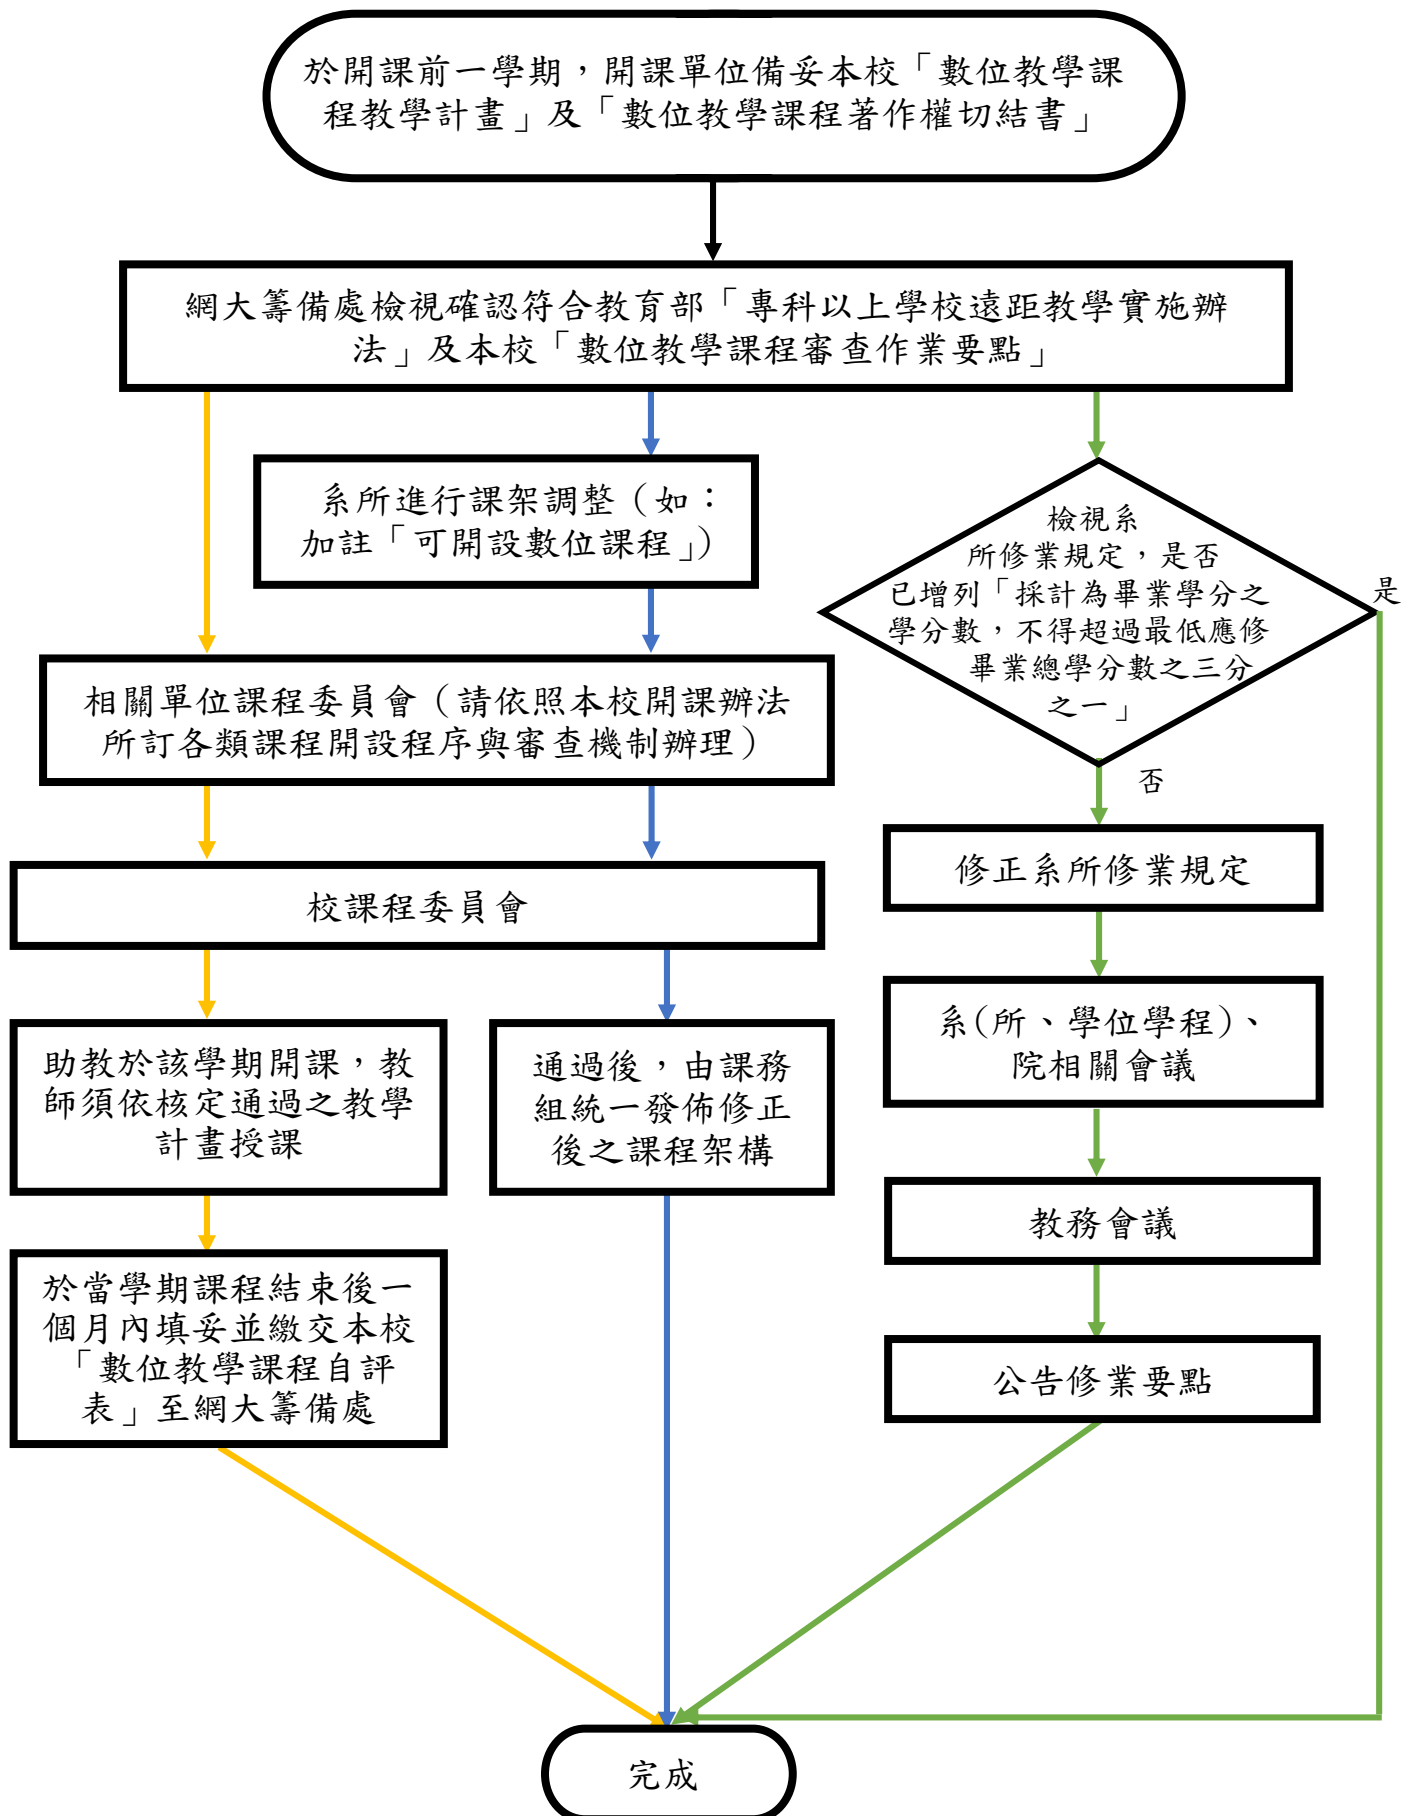 於開課前一學期，開課單位備妥本校「數位教學課
程教學計畫」及「數位教學課程著作權切結書」
網大籌備處檢視確認符合教育部「專科以上學校遠距教學實施辦
法」及本校「數位教學課程審查作業要點」
系所進行課架調整（如：
加註「可開設數位課程」）
檢視系
所修業規定，是否
已增列「採計為畢業學分之
學分數，不得超過最低應修
畢業總學分數之三分
之一」
是
否
相關單位課程委員會（請依照本校開課辦法
所訂各類課程開設程序與審查機制辦理）
修正系所修業規定
校課程委員會
系(所、學位學程)、
院相關會議
助教於該學期開課，教
師須依核定通過之教學
計畫授課
通過後，由課務
組統一發佈修正
後之課程架構
教務會議
於當學期課程結束後一
個月內填妥並繳交本校
「數位教學課程自評
表」至網大籌備處
公告修業要點
完成